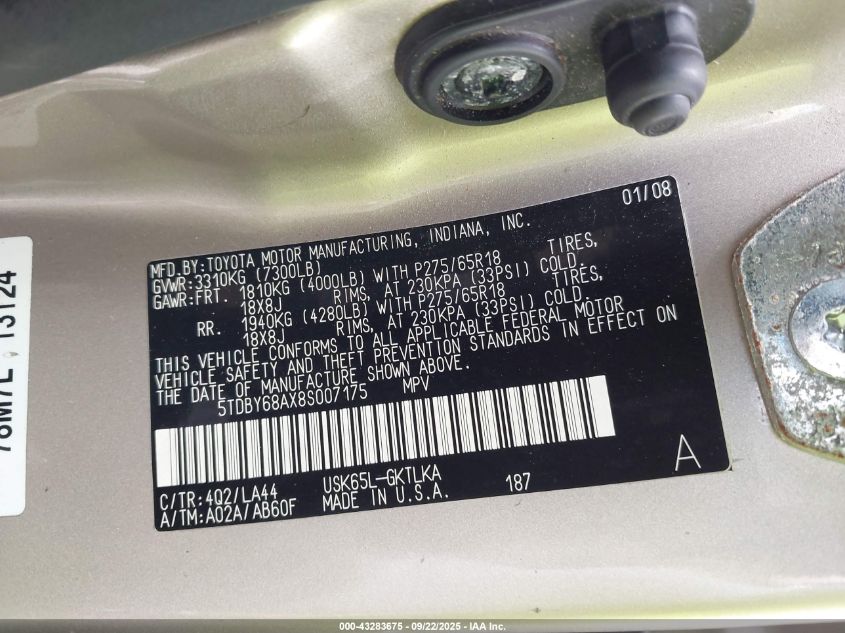 01/08
MFD.BY:TOYOTA MOTOR MANUFACTURING, INDIANA, INC.
GVWR:3310KG (7300LB)
GAWR:FRT. 1810KG (4000LB) WITH P275/65R18 TIRES,
18X8J RIMS, AT 230KPA (33PSI) COLD.
RR. 1940KG (4280LB) WITH P275/65R18 TIRES,
18X8J RIMS, AT 230KPA (33PSI) COLD.
THIS VEHICLE CONFORMS TO ALL APPLICABLE FEDERAL MOTOR
VEHICLE SAFETY AND THEFT PREVENTION STANDARDS IN EFFECT ON
THE DATE OF MANUFACTURE SHOWN ABOVE.
5TDBY68AX8S007175 MPV
C/TR:4Q2/LA44 USK65L-GKTLKA
A/TM:A02A/AB60F MADE IN U.S.A. 187 A
13124
000-43283675 - 09/22/2025 - IAA Inc.